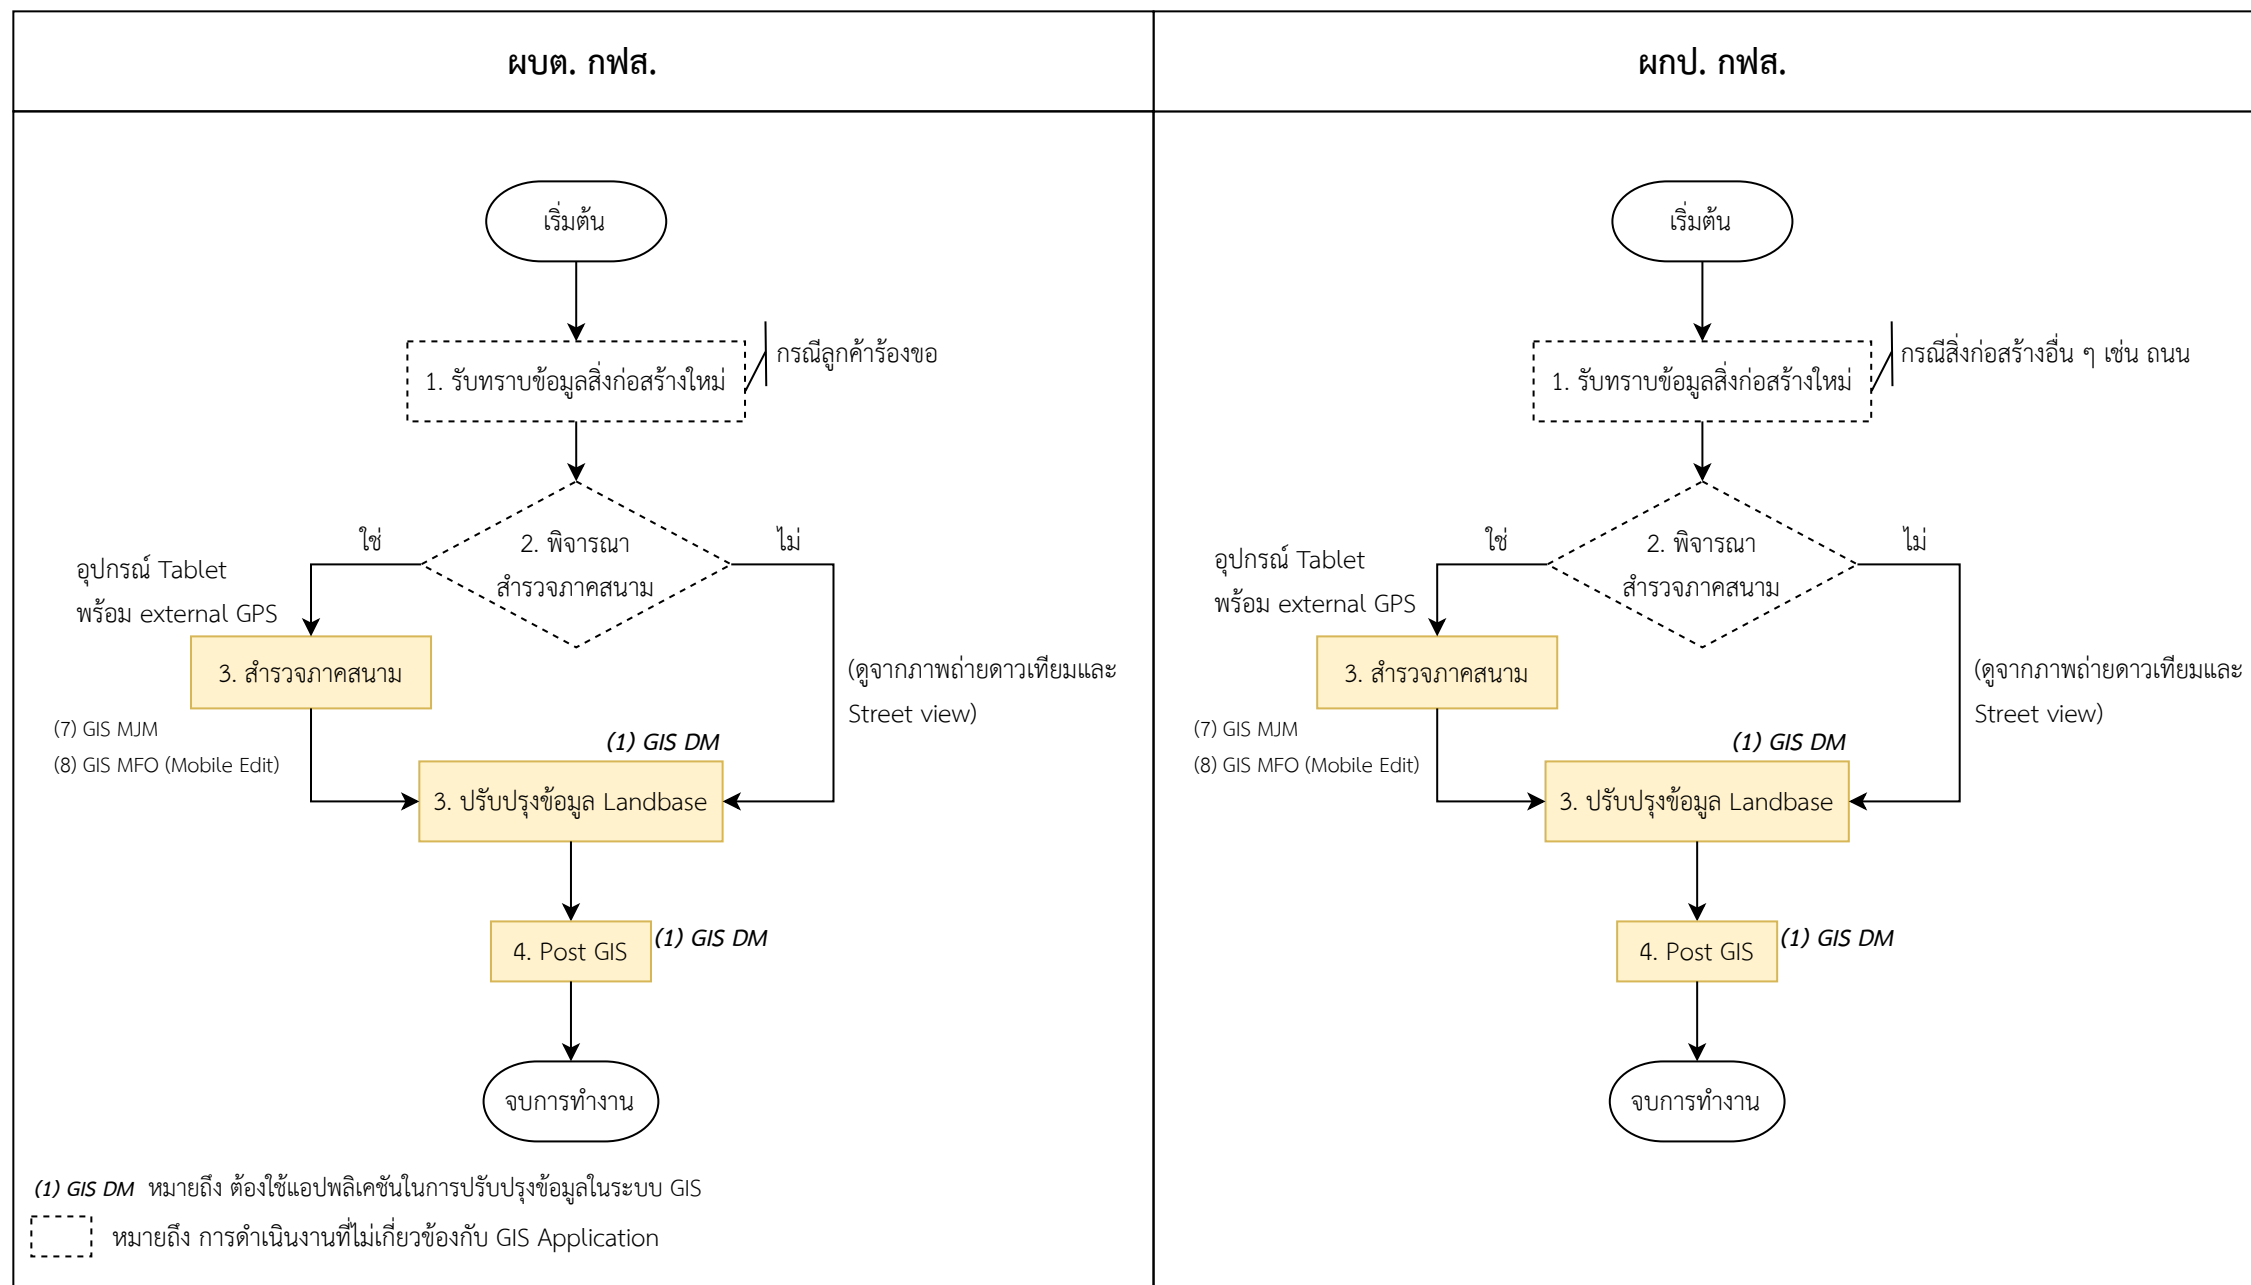 ผบต. กฟส.
ผกป. กฟส.
เริ่มต้น
1. รับทราบข้อมูลสิ่งก่อสร้างใหม่
กรณีลูกค้าร้องขอ
2. พิจารณา
สำรวจภาคสนาม
ใช่
ไม่
อุปกรณ์ Tablet
พร้อม external GPS
3. สำรวจภาคสนาม
(ดูจากภาพถ่ายดาวเทียมและ
Street view)
(7) GIS MJM
(8) GIS MFO (Mobile Edit)
(1) GIS DM
3. ปรับปรุงข้อมูล Landbase
4. Post GIS
(1) GIS DM
จบการทำงาน
(1) GIS DM หมายถึง ต้องใช้แอปพลิเคชันในการปรับปรุงข้อมูลในระบบ GIS
หมายถึง การดำเนินงานที่ไม่เกี่ยวข้องกับ GIS Application
เริ่มต้น
1. รับทราบข้อมูลสิ่งก่อสร้างใหม่
กรณีสิ่งก่อสร้างอื่น ๆ เช่น ถนน
2. พิจารณา
สำรวจภาคสนาม
ใช่
ไม่
อุปกรณ์ Tablet
พร้อม external GPS
3. สำรวจภาคสนาม
(ดูจากภาพถ่ายดาวเทียมและ
Street view)
(7) GIS MJM
(8) GIS MFO (Mobile Edit)
(1) GIS DM
3. ปรับปรุงข้อมูล Landbase
4. Post GIS
(1) GIS DM
จบการทำงาน